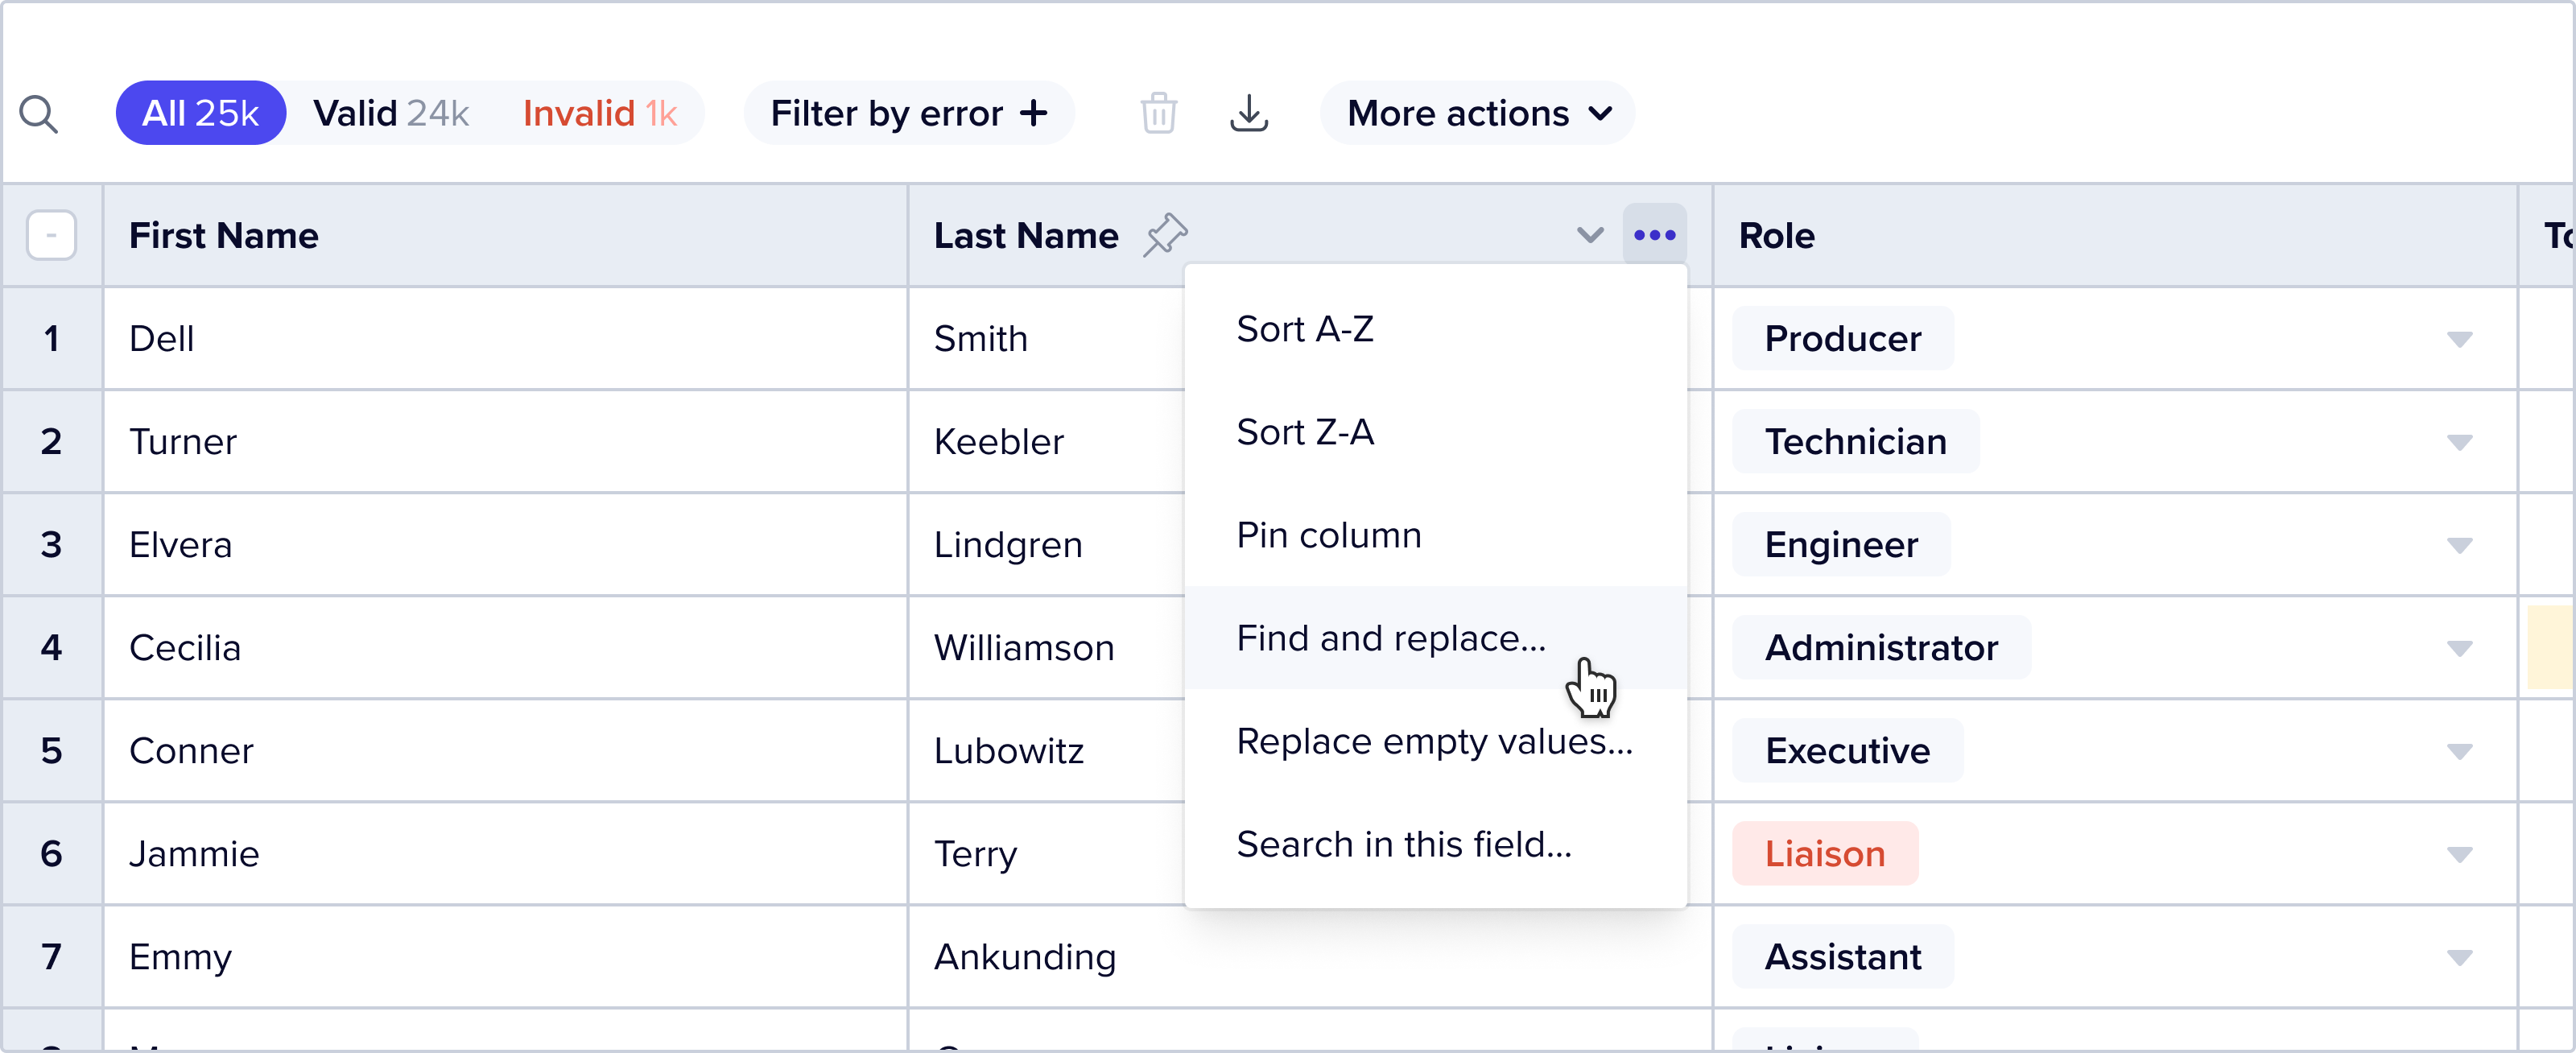 All 25k Valid 24k Invalid 1k Filter by error + More actions
- First Name Last Name Role
1 Dell Smith Producer
Sort A-Z
2 Turner Keebler Technician
Sort Z-A
3 Elvera Lindgren Engineer
Pin column
4 Cecilia Williamson Administrator
Find and replace...
5 Conner Lubowitz Executive
Replace empty values...
6 Jammie Terry Liaison
Search in this field...
7 Emmy Ankunding Assistant